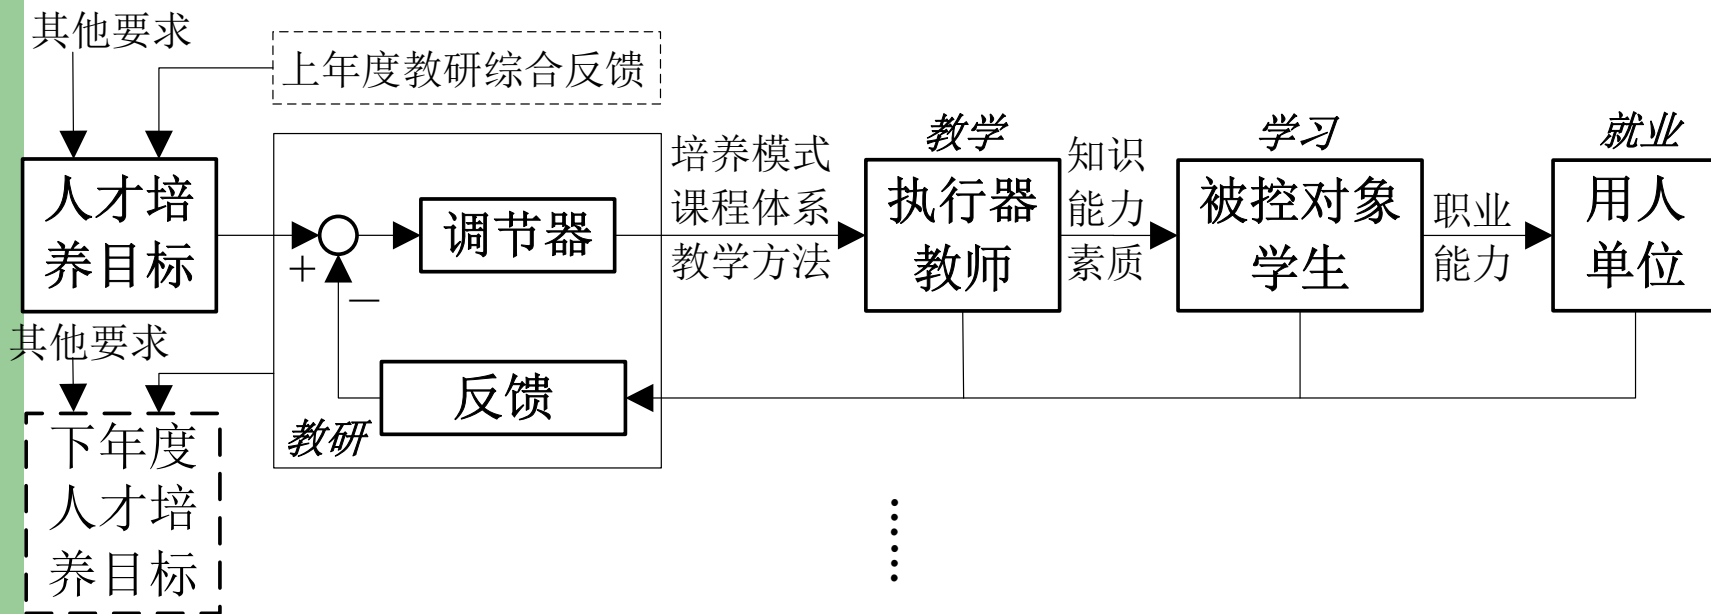 其他要求
上年度教研综合反馈
人才培
养目标
+
−
调节器
反馈
教研
培养模式
课程体系
教学方法
教学
执行器
教师
知识
能力
素质
学习
被控对象
学生
职业
能力
就业
用人
单位
其他要求
下年度
人才培
养目标
……